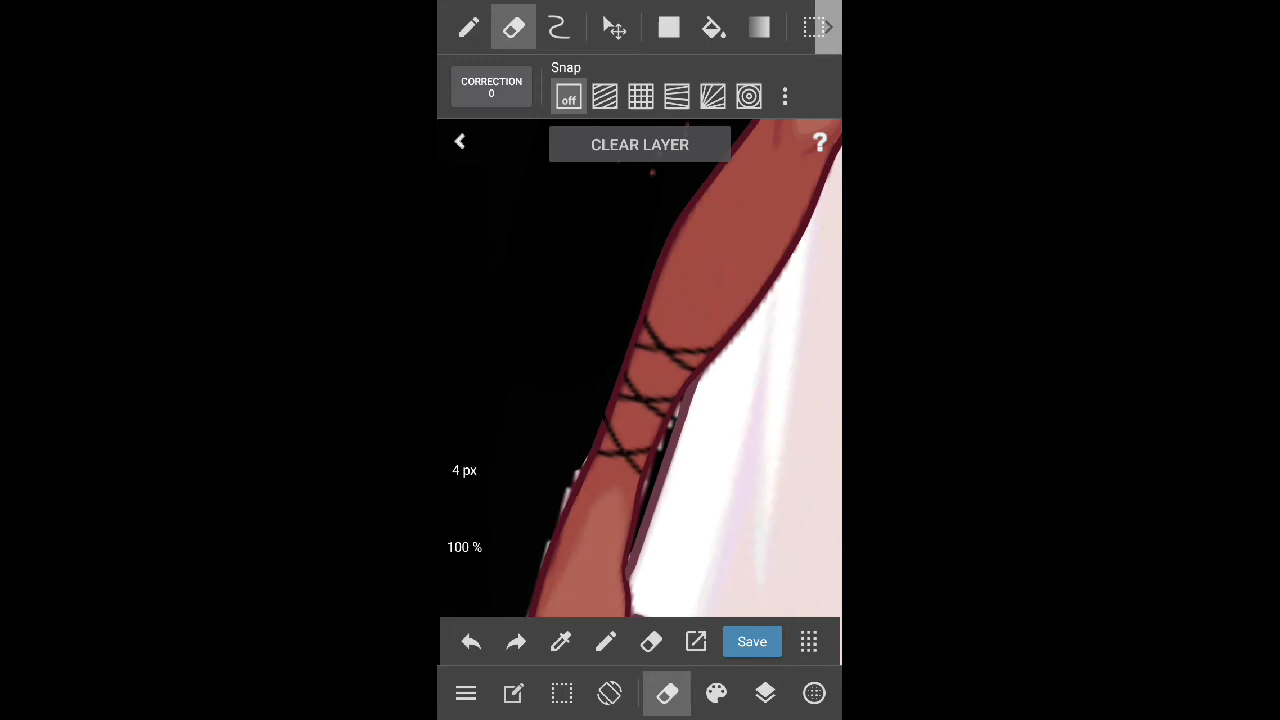 Snap
CORRECTION
0
off
CLEAR LAYER
?
4 px
100 %
Save